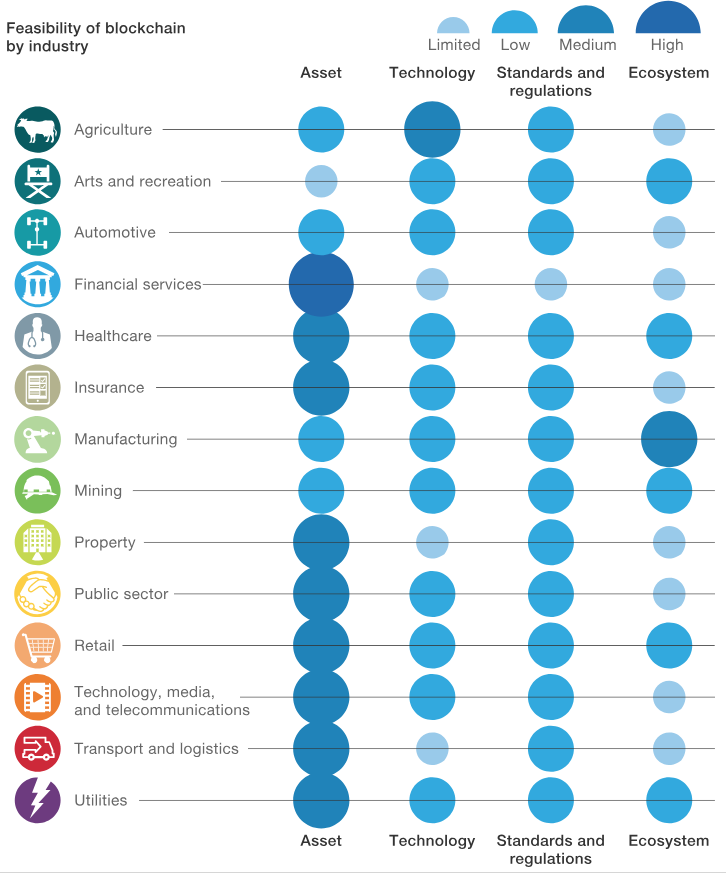 Feasibility of blockchain
by industry
Limited
Low
Medium
High
Asset
Technology
Standards and
regulations
Ecosystem
Agriculture
Arts and recreation
Automotive
Financial services
Healthcare
Insurance
Manufacturing
Mining
Property
Public sector
Retail
Technology, media,
and telecommunications
Transport and logistics
Utilities
Asset
Technology
Standards and
regulations
Ecosystem